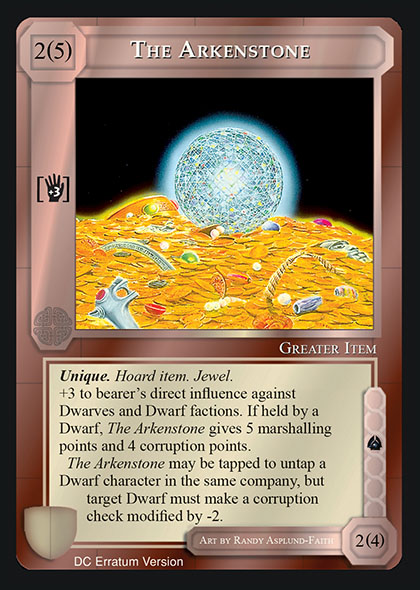 2(5)
The Arkenstone
[+3]
Greater Item
Unique. Hoard item. Jewel.
+3 to bearer's direct influence against
Dwarves and Dwarf factions. If held by a
Dwarf, The Arkenstone gives 5 marshalling
points and 4 corruption points.
The Arkenstone may be tapped to untap a
Dwarf character in the same company, but
target Dwarf must make a corruption
check modified by -2.
Art by Randy Asplund-Faith
2(4)
DC Erratum Version